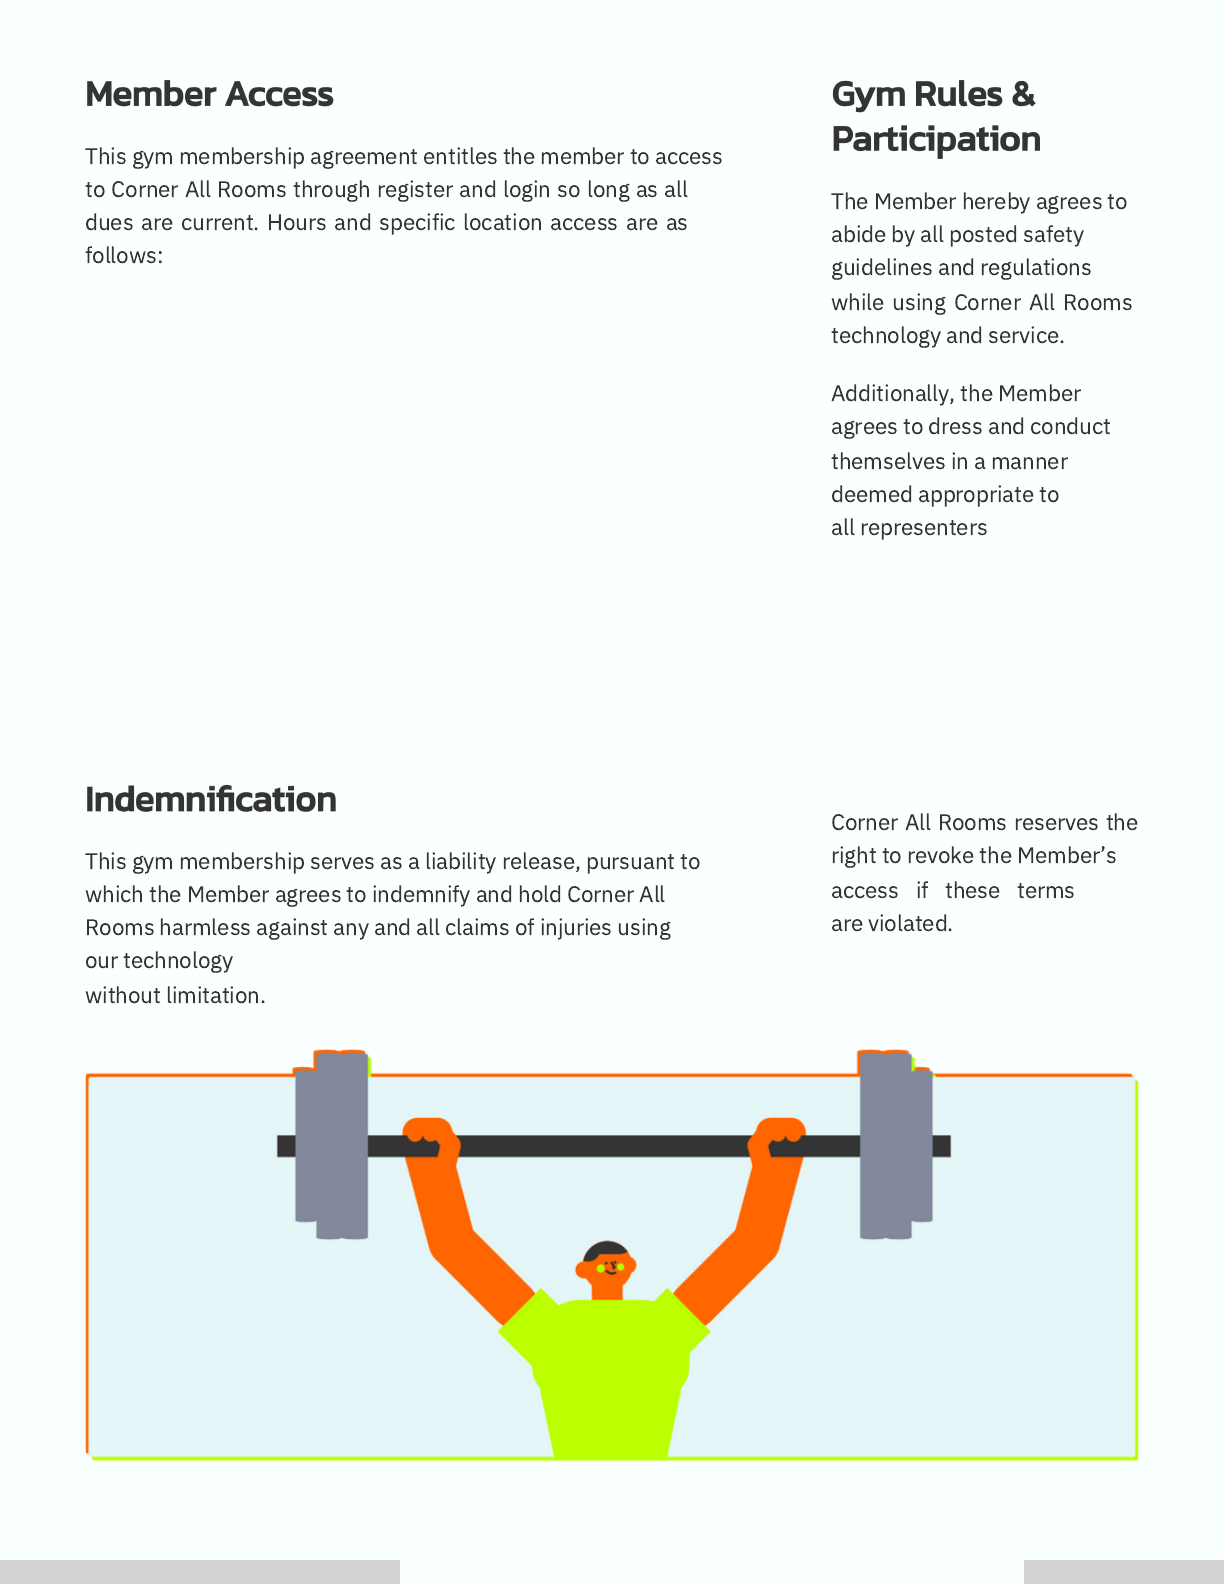 Member Access
This gym membership agreement entitles the member to access
to Corner All Rooms through register and login so long as all
dues are current. Hours and specific location access are as
follows:
Indemnification
This gym membership serves as a liability release, pursuant to
which the Member agrees to indemnify and hold Corner All
Rooms harmless against any and all claims of injuries using
our technology
without limitation.
Gym Rules &
Participation
The Member hereby agrees to
abide by all posted safety
guidelines and regulations
while using Corner All Rooms
technology and service.
Additionally, the Member
agrees to dress and conduct
themselves in a manner
deemed appropriate to
all representers
Corner All Rooms reserves the
right to revoke the Member’s
access if these terms
are violated.